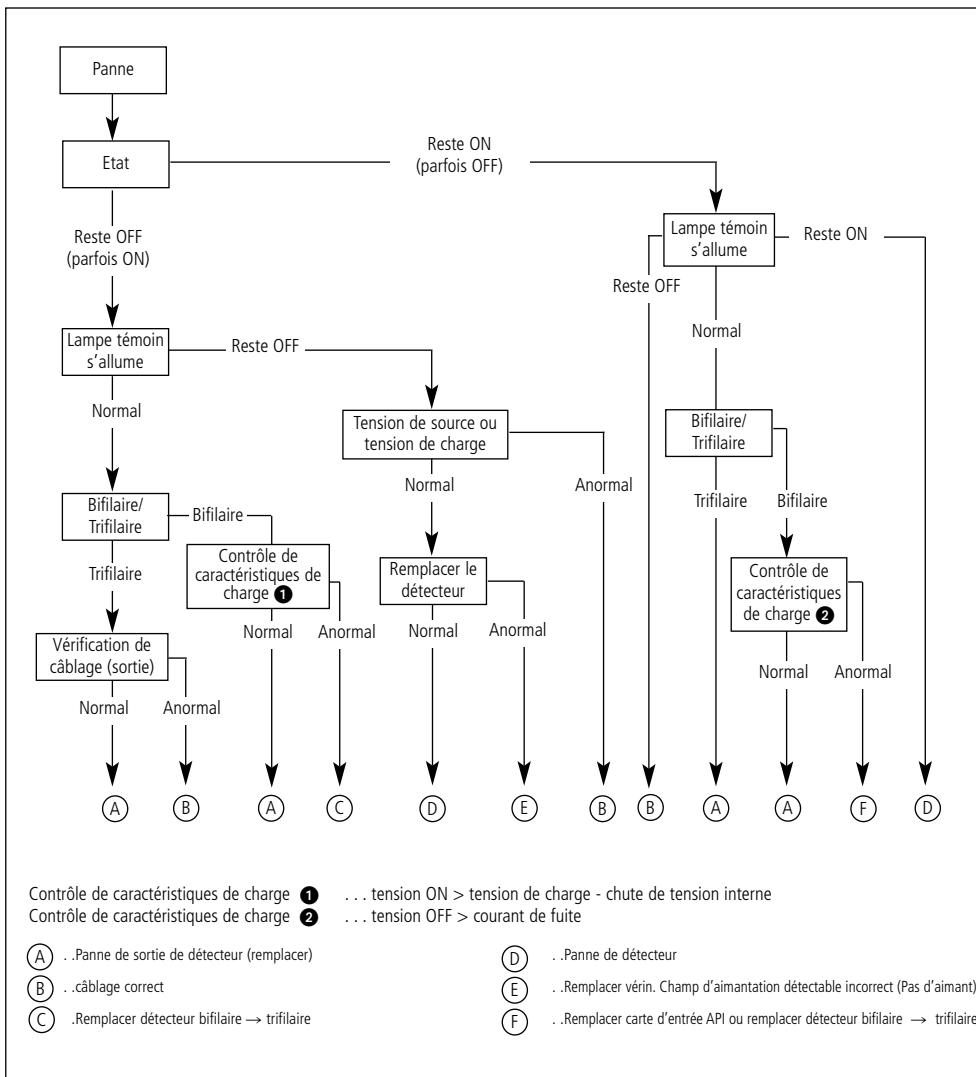 Panne
Etat
Reste ON
(parfois OFF)
Reste OFF
(parfois ON)
Lampe témoin
s'allume
Reste ON
Reste OFF
Normal
Lampe témoin
s'allume
Reste OFF
Normal
Tension de source ou
tension de charge
Normal
Anormal
Bifilaire/
Trifilaire
Trifilaire
Bifilaire
Bifilaire/
Trifilaire
Bifilaire
Trifilaire
Contrôle de
caractéristiques de
charge ❶
Normal
Anormal
Remplacer le
détecteur
Normal
Anormal
Contrôle de
caractéristiques
de charge ❷
Normal
Anormal
Vérification de
câblage (sortie)
Normal
Anormal
A B A C D E B B A A F D
Contrôle de caractéristiques de charge ❶ . . . tension ON > tension de charge - chute de tension interne
Contrôle de caractéristiques de charge ❷ . . . tension OFF > courant de fuite
A . .Panne de sortie de détecteur (remplacer)
B . .câblage correct
C .Remplacer détecteur bifilaire → trifilaire
D . .Panne de détecteur
E . .Remplacer vérin. Champ d'aimantation détectable incorrect (Pas d'aimant)
F . .Remplacer carte d'entrée API ou remplacer détecteur bifilaire → trifilaire